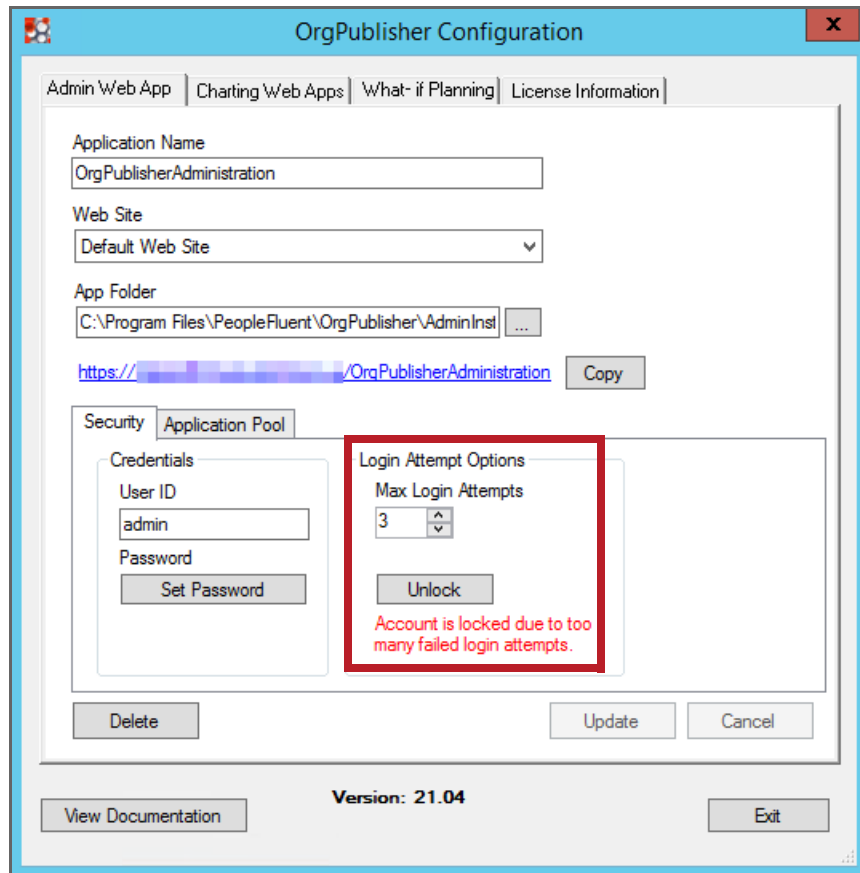 OrgPublisher Configuration
x
Admin Web App
Charting Web Apps
What- if Planning
License Information
Application Name
OrgPublisherAdministration
Web Site
Default Web Site
App Folder
C:\Program Files\PeopleFluent\OrgPublisher\AdminInst
...
https:// /OrgPublisherAdministration
Copy
Security
Application Pool
Credentials
User ID
admin
Password
Set Password
Login Attempt Options
Max Login Attempts
3
Unlock
Account is locked due to too
many failed login attempts.
Delete
Update
Cancel
Version: 21.04
View Documentation
Exit